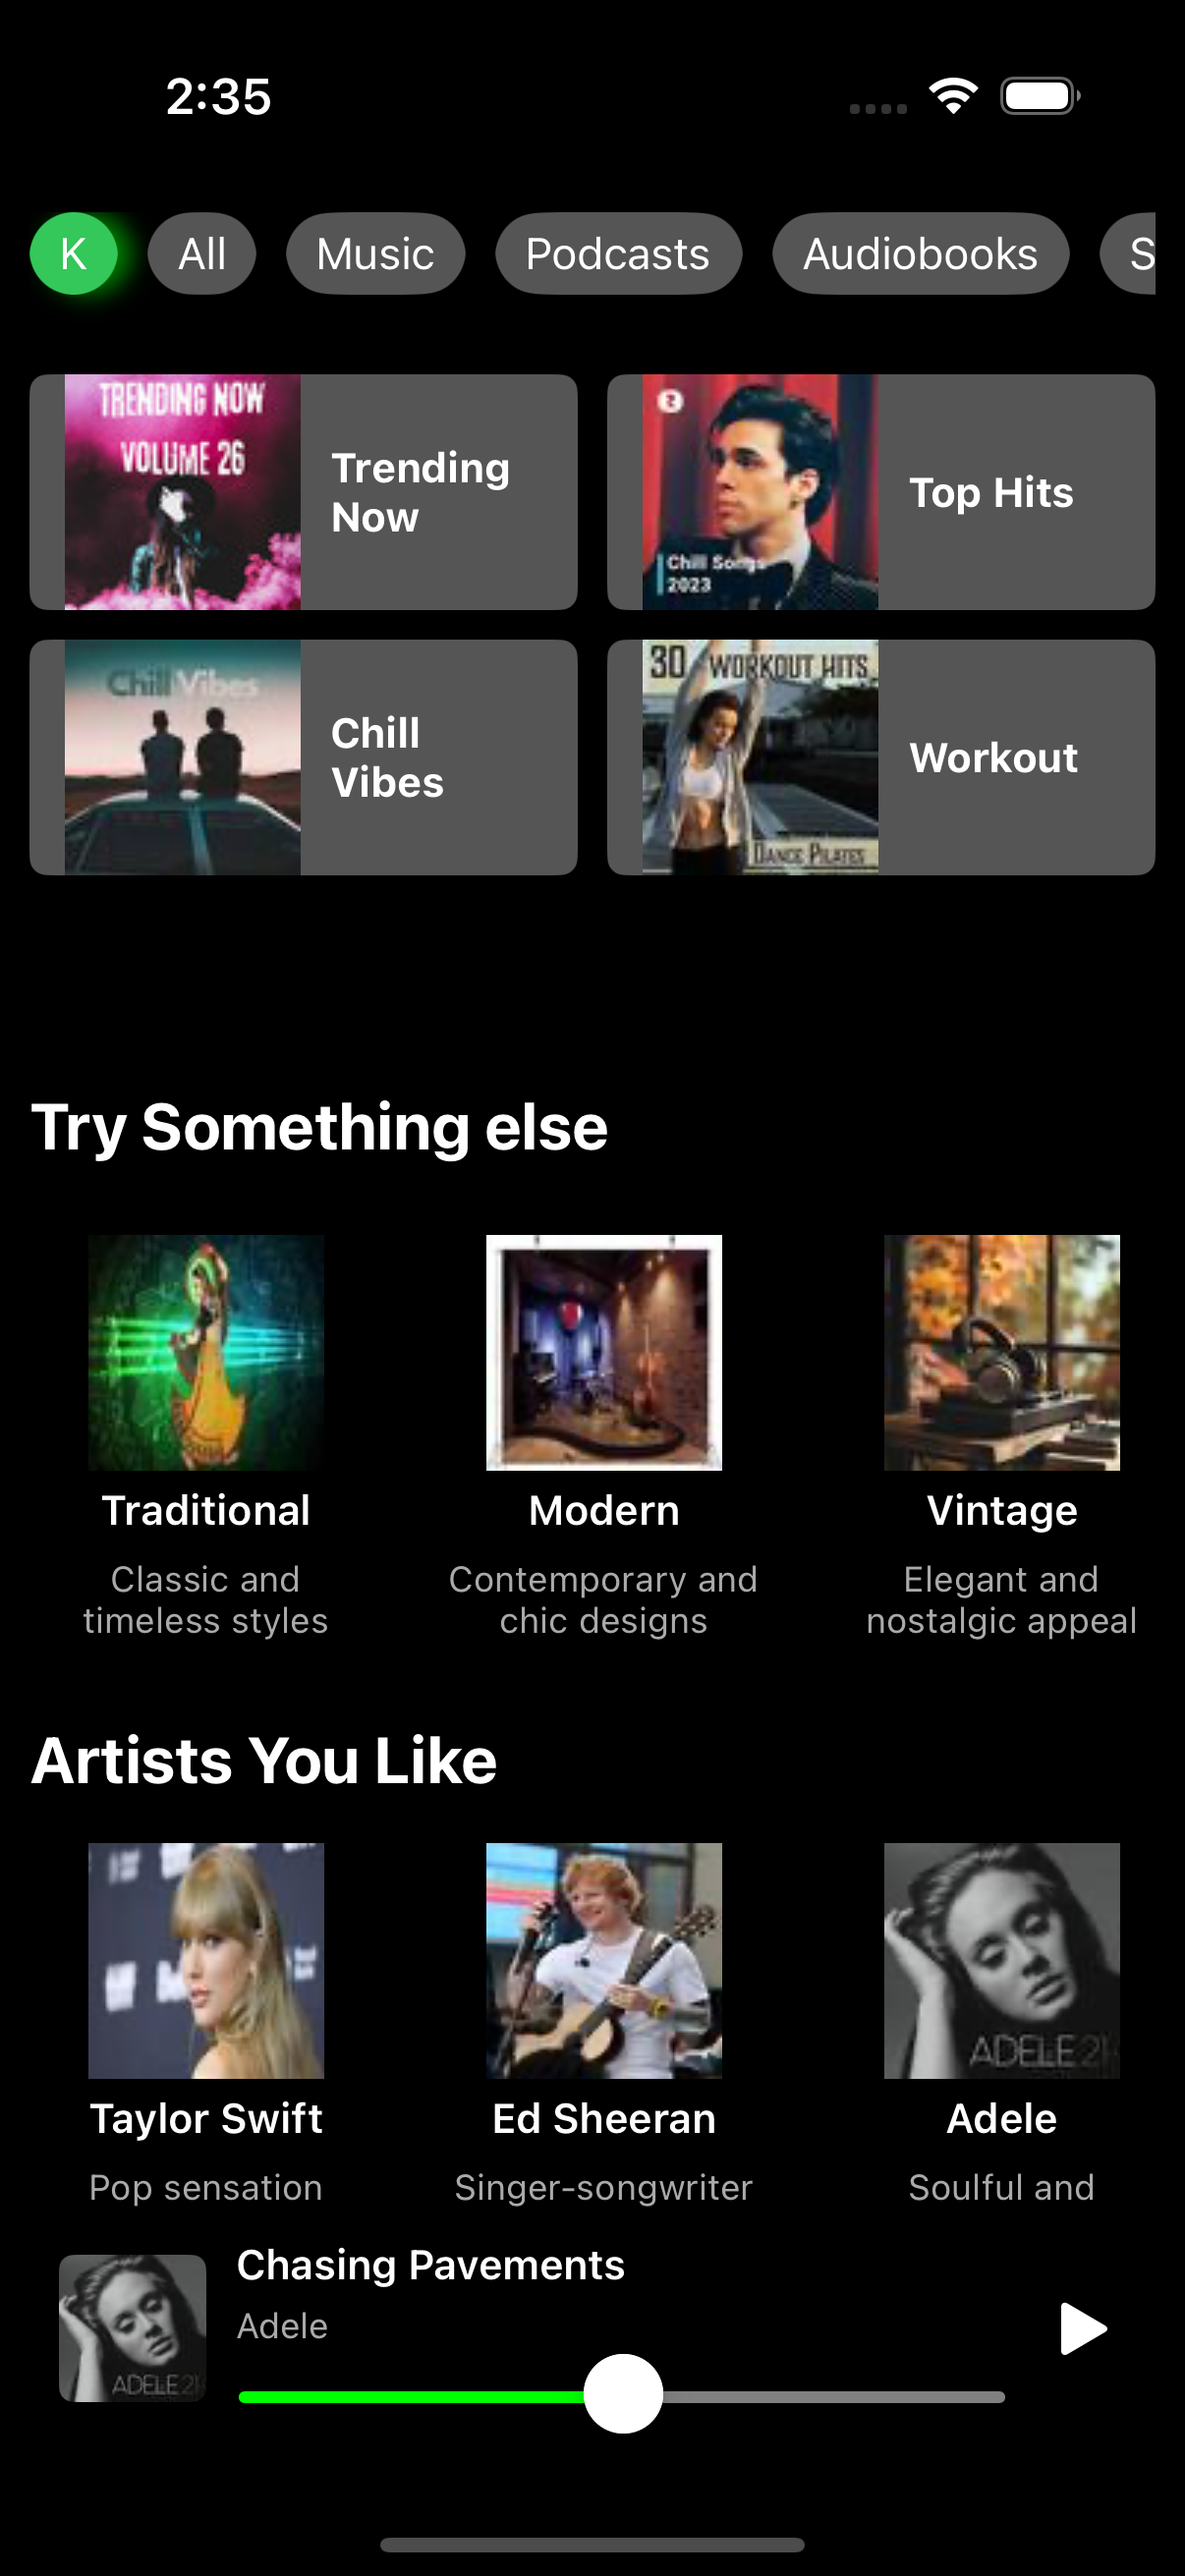 2:35
K
All
Music
Podcasts
Audiobooks
S
TRENDING NOW
VOLUME 26
Trending
Now
Chill Songs
2023
Top Hits
Chill Vibes
Chill
Vibes
30 WORKOUT HITS
DANCE PILATES
Workout
Try Something else
Traditional
Classic and
timeless styles
Modern
Contemporary and
chic designs
Vintage
Elegant and
nostalgic appeal
Artists You Like
ADELE 21
Taylor Swift
Pop sensation
Ed Sheeran
Singer-songwriter
Adele
Soulful and
ADELE 21
Chasing Pavements
Adele